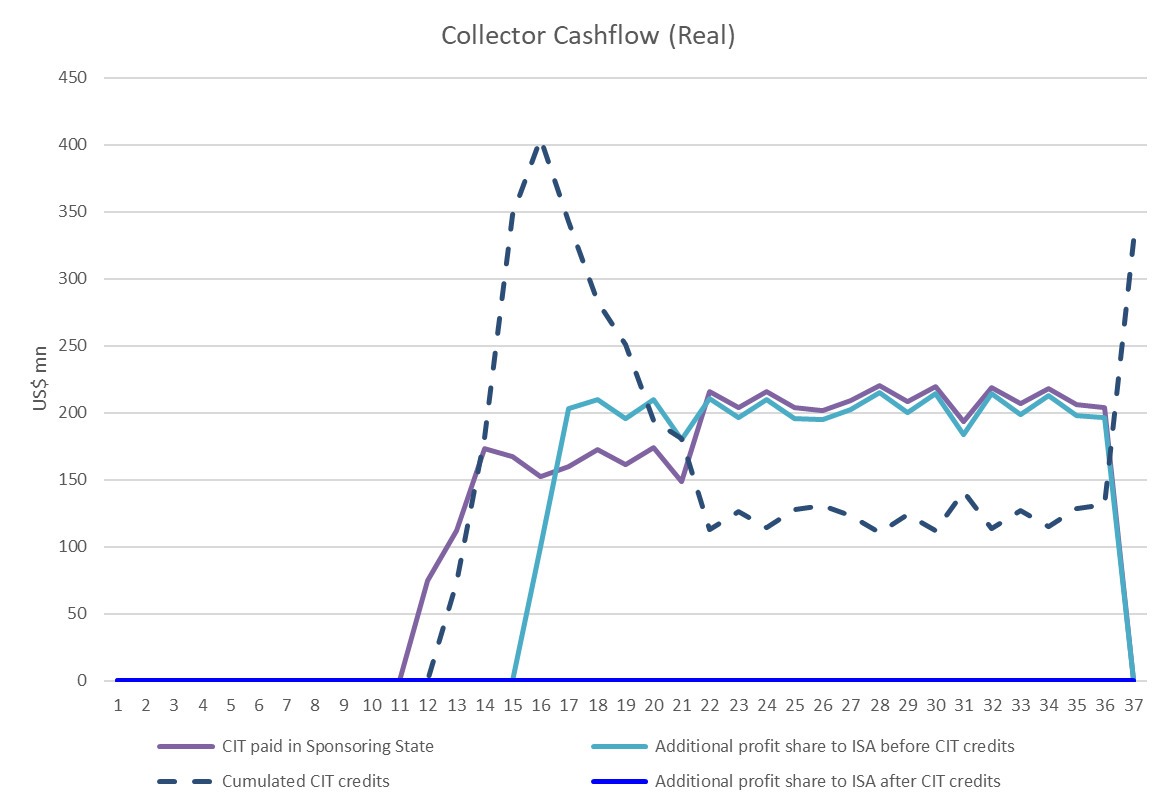 Collector Cashflow (Real)
450
400
350
300
250
200
150
100
50
0
US$ mn
1 2 3 4 5 6 7 8 9 10 11 12 13 14 15 16 17 18 19 20 21 22 23 24 25 26 27 28 29 30 31 32 33 34 35 36 37
CIT paid in Sponsoring State
Additional profit share to ISA before CIT credits
Cumulated CIT credits
Additional profit share to ISA after CIT credits